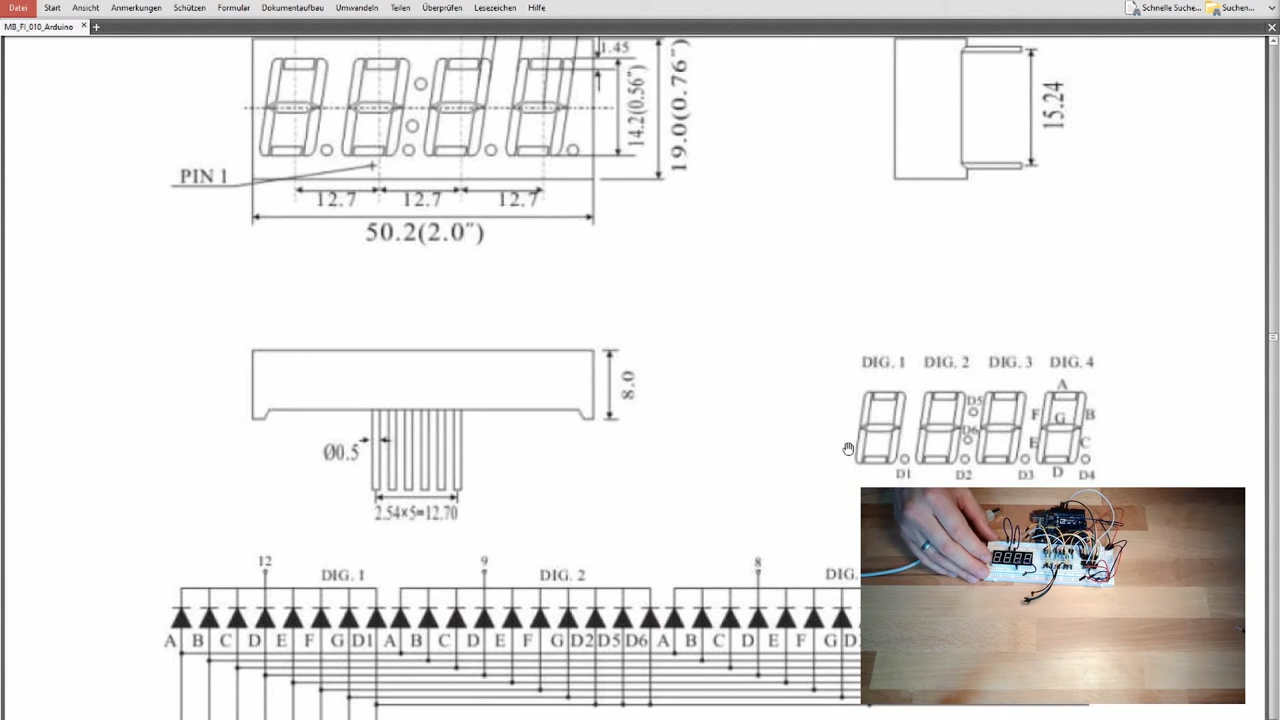 Datei Start Ansicht Anmerkungen Schützen Formular Dokumentaufbau Umwandeln Teilen Überprüfen Lesezeichen Hilfe Schnelle Suche... Suchen...
MB_FI_010_Arduino
1.45
14.2(0.56")
19.0(0.76")
15.24
PIN 1
12.7 12.7 12.7
50.2(2.0")
8.0
Ø0.5
2.54×5=12.70
DIG. 1 DIG. 2 DIG. 3 DIG. 4
A
D5 F G B
D6 E C
D1 D2 D3 D D4
12 9 8
DIG. 1 DIG. 2 DIG.
A B C D E F G D1 A B C D E F G D2 D5 D6 A B C D E F G D